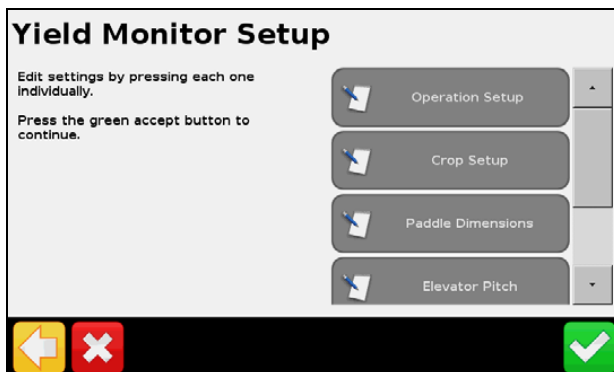 Yield Monitor Setup
Edit settings by pressing each one
individually.
Press the green accept button to
continue.
Operation Setup
Crop Setup
Paddle Dimensions
Elevator Pitch